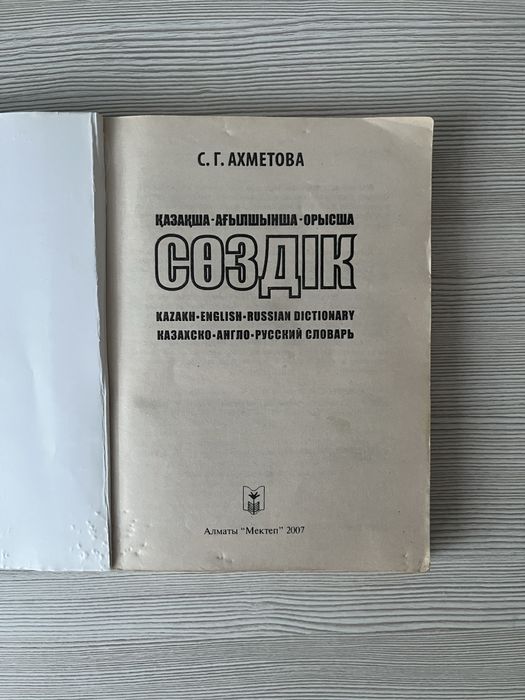 С. Г. АХМЕТОВА
ҚАЗАҚША-АҒЫЛШЫНША-ОРЫСША
СӨЗДІК
KAZAKH-ENGLISH-RUSSIAN DICTIONARY
КАЗАХСКО-АНГЛО-РУССКИЙ СЛОВАРЬ
Алматы "Мектеп" 2007